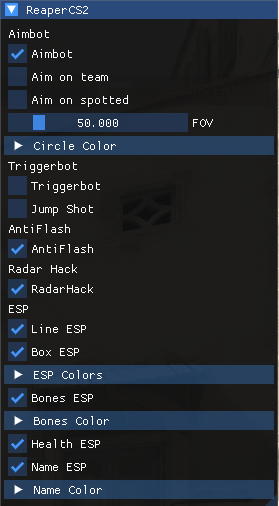 ReaperCS2
Aimbot
Aimbot
Aim on team
Aim on spotted
50.000 FOV
Circle Color
Triggerbot
Triggerbot
Jump Shot
AntiFlash
AntiFlash
Radar Hack
RadarHack
ESP
Line ESP
Box ESP
ESP Colors
Bones ESP
Bones Color
Health ESP
Name ESP
Name Color